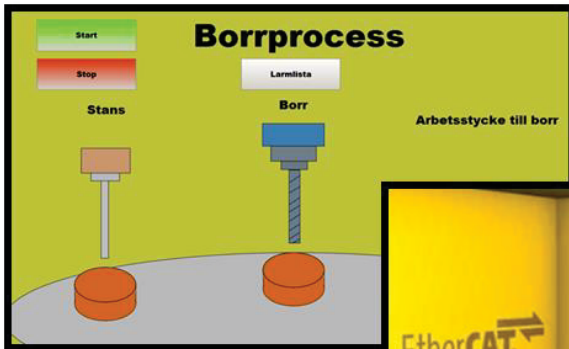 Start
Borrprocess
Stop
Larmlista
Stans
Borr
Arbetsstycke till borr
EtherCAT